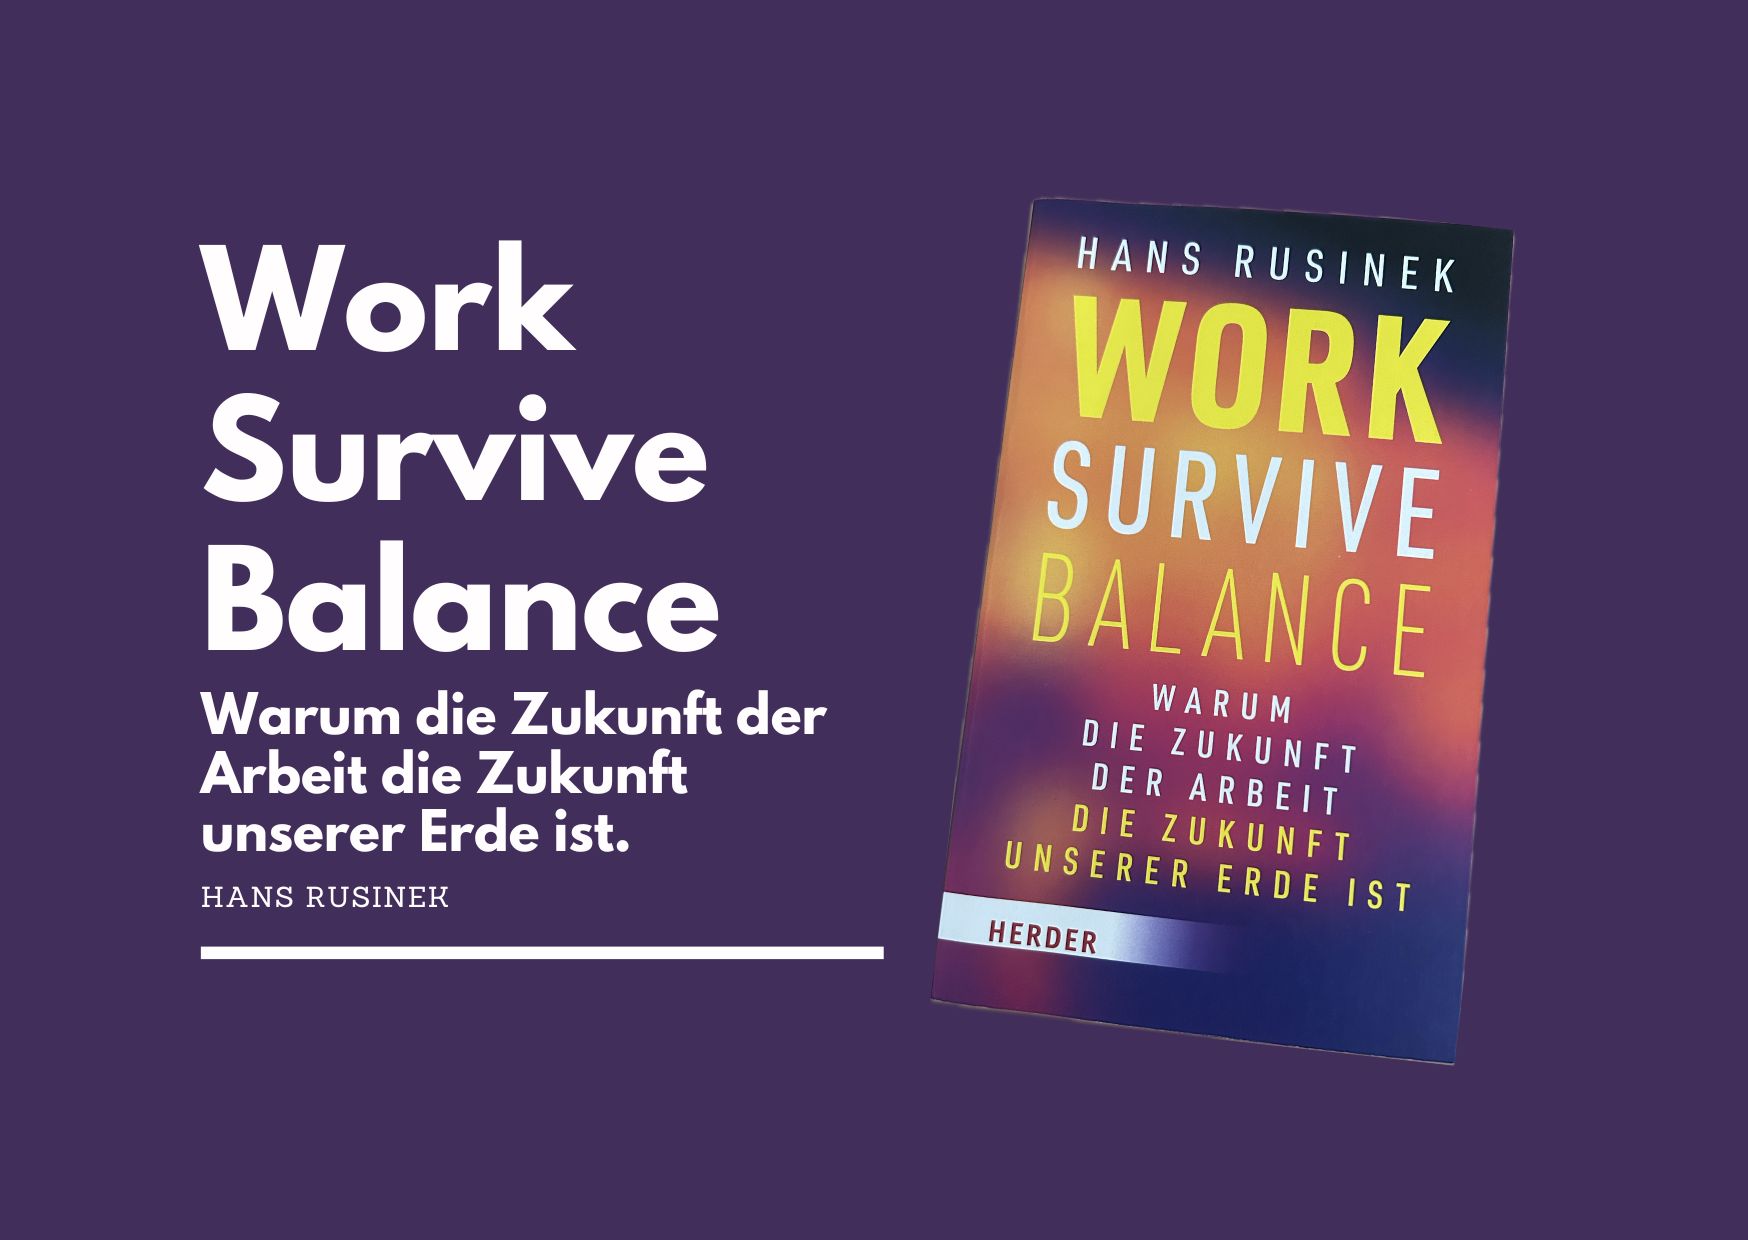 Work
Survive
Balance
Warum die Zukunft der
Arbeit die Zukunft
unserer Erde ist.
HANS RUSINEK
HANS RUSINEK
WORK
SURVIVE
BALANCE
WARUM
DIE ZUKUNFT
DER ARBEIT
DIE ZUKUNFT
UNSERER ERDE IST
HERDER